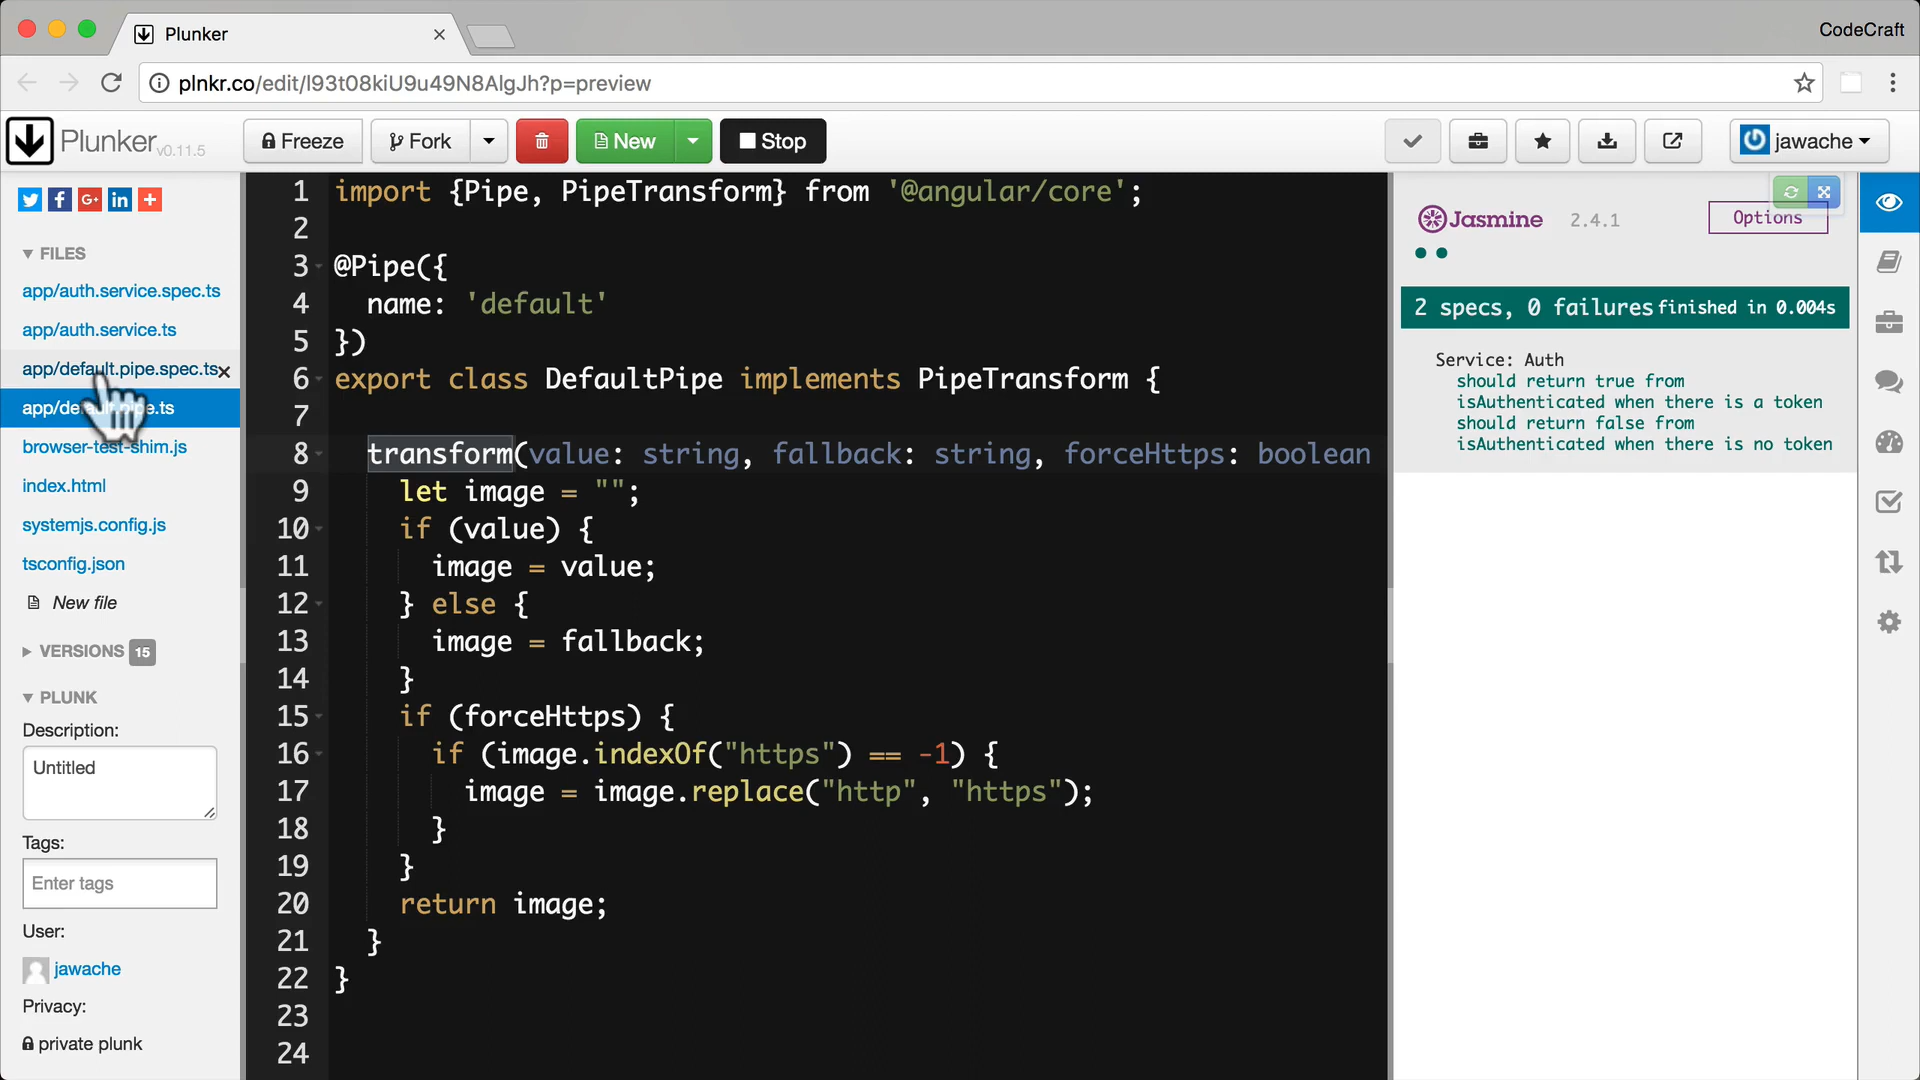 Plunker
CodeCraft
plnkr.co/edit/l93t08kiU9u49N8AlgJh?p=preview
Plunker v0.11.5
Freeze
Fork
New
Stop
jawache
FILES
app/auth.service.spec.ts
app/auth.service.ts
app/default.pipe.spec.ts
app/default.pipe.ts
browser-test-shim.js
index.html
systemjs.config.js
tsconfig.json
New file
VERSIONS 15
PLUNK
Description:
Untitled
Tags:
Enter tags
User:
jawache
Privacy:
private plunk
1 import {Pipe, PipeTransform} from '@angular/core';
2
3 @Pipe({
4 name: 'default'
5 })
6 export class DefaultPipe implements PipeTransform {
7
8 transform(value: string, fallback: string, forceHttps: boolean
9 let image = "";
10 if (value) {
11 image = value;
12 } else {
13 image = fallback;
14 }
15 if (forceHttps) {
16 if (image.indexOf("https") == -1) {
17 image = image.replace("http", "https");
18 }
19 }
20 return image;
21 }
22 }
23
24
Jasmine 2.4.1
Options
2 specs, 0 failures finished in 0.004s
Service: Auth
should return true from
isAuthenticated when there is a token
should return false from
isAuthenticated when there is no token